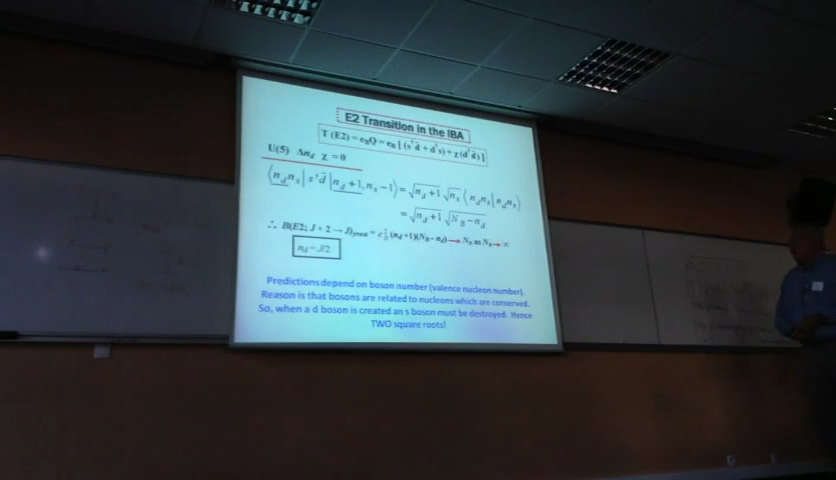 E2 Transition in the IBA
T (E2) = e_B Q = e_B [ (s†d̃ + d†s) + χ (d†d̃) ]
U(5) Δn_d χ = 0
⟨n_d n_s | s†d̃ | n_d + 1, n_s − 1⟩ = √(n_d + 1) √n_s ⟨n_d n_s | n_d n_s⟩
= √(n_d + 1) √(N_B − n_d)
∴ B(E2; J + 2 → J) = e_B² (n_d + 1)(N_B − n_d) → N_B as N_B → ∞
n_d = J/2
Predictions depend on boson number (valence nucleon number).
Reason is that bosons are related to nucleons which are conserved.
So, when a d boson is created an s boson must be destroyed. Hence
TWO square roots!